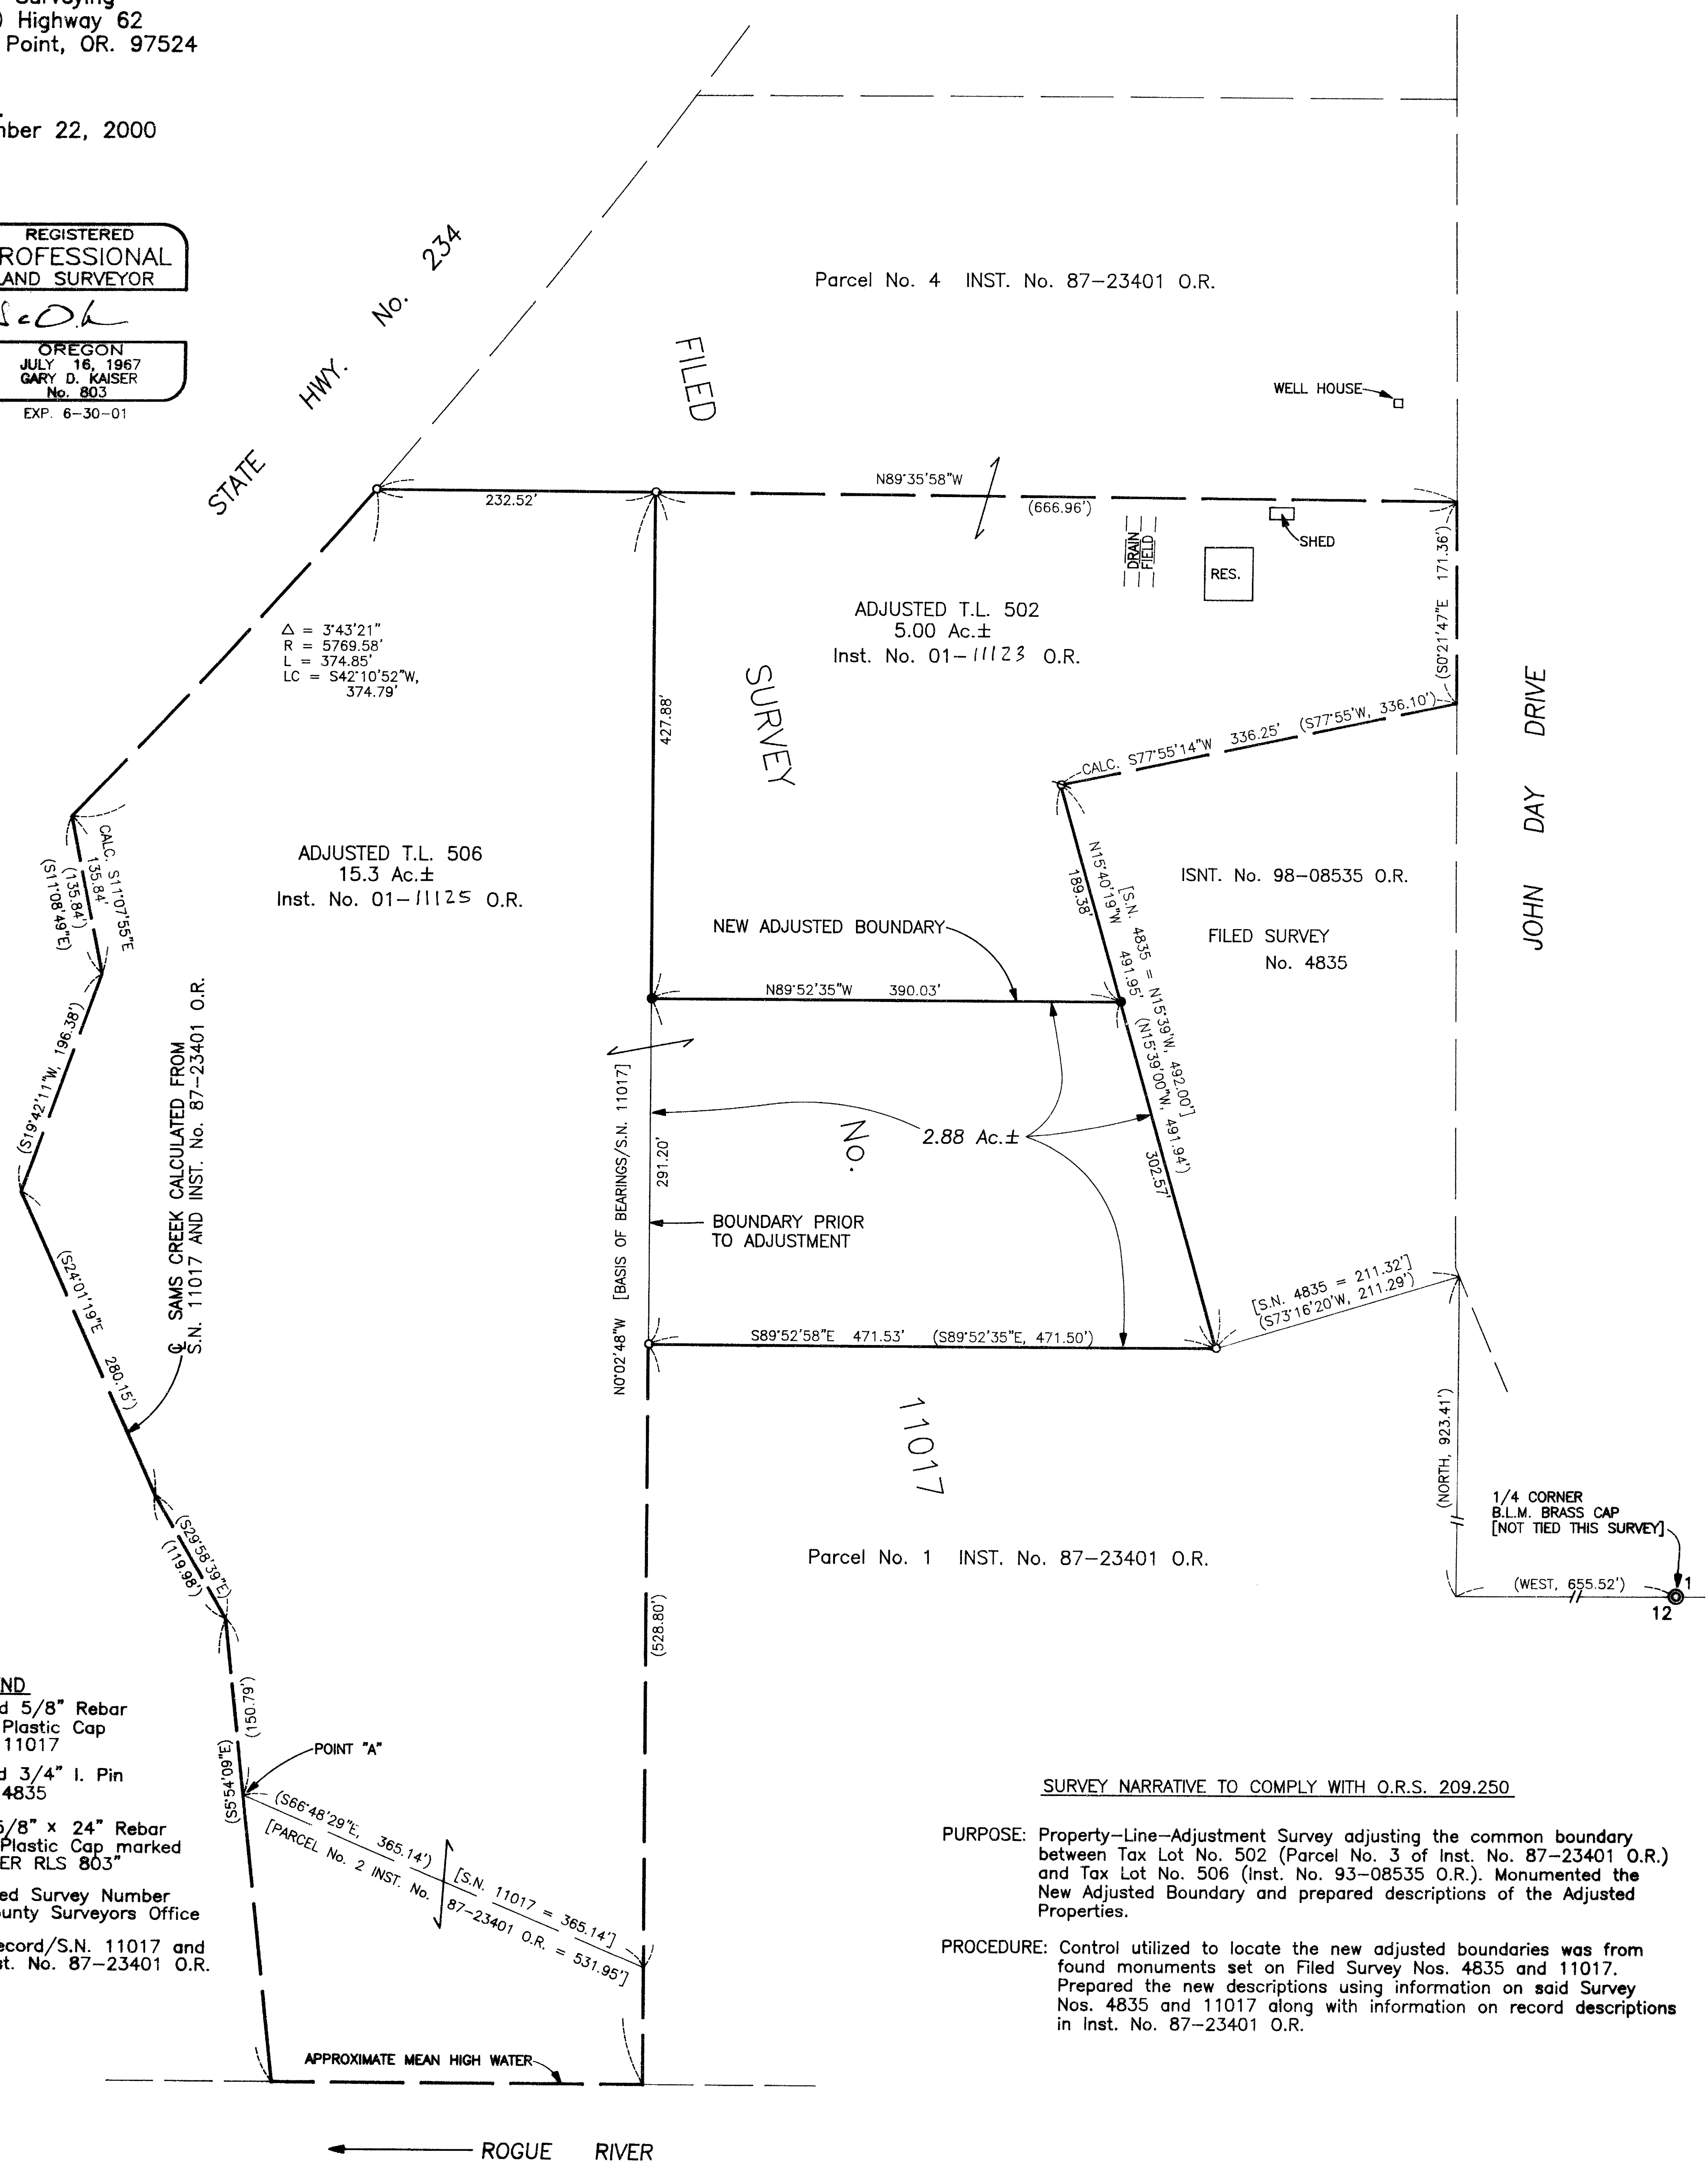 Surveying
Highway 62
Point, OR. 97524
22, 2000
REGISTERED
PROFESSIONAL
LAND SURVEYOR
OREGON
JULY 16, 1967
GARY D. KAISER
No. 803
EXP. 6-30-01
STATE HWY. No. 234
Parcel No. 4 INST. No. 87-23401 O.R.
FILED
SURVEY
No.
11017
WELL HOUSE
N89°35'58"W
232.52'
(666.96')
DRAIN
FIELD
SHED
RES.
(S0°21'47"E 171.36')
ADJUSTED T.L. 502
5.00 Ac.±
Inst. No. 01-11123 O.R.
Δ = 3°43'21"
R = 5769.58'
L = 374.85'
LC = S42°10'52"W,
374.79'
427.88'
CALC. S77°55'14"W 336.25' (S77°55'W, 336.10')
JOHN DAY DRIVE
CALC. S11°07'55"E
135.84'
(135.84')
(S11°08'49"E)
ADJUSTED T.L. 506
15.3 Ac.±
Inst. No. 01-11125 O.R.
N15°40'19"W 491.95'
189.38'
[S.N. 4835 = N15°39'W, 492.00']
(N15°39'00"W, 491.94')
302.57'
ISNT. No. 98-08535 O.R.
FILED SURVEY
No. 4835
NEW ADJUSTED BOUNDARY
N89°52'35"W 390.03'
(S19°42'11"W, 196.38')
℄ SAMS CREEK CALCULATED FROM
S.N. 11017 AND INST. No. 87-23401 O.R.
N0°02'48"W [BASIS OF BEARINGS/S.N. 11017]
291.20'
2.88 Ac.±
BOUNDARY PRIOR
TO ADJUSTMENT
(S24°01'19"E 280.15')
S89°52'58"E 471.53' (S89°52'35"E, 471.50')
[S.N. 4835 = 211.32']
(S73°16'20"W, 211.29')
(NORTH, 923.41')
1/4 CORNER
B.L.M. BRASS CAP
[NOT TIED THIS SURVEY]
(WEST, 655.52')
1
12
(S29°58'39"E)
(119.98')
Parcel No. 1 INST. No. 87-23401 O.R.
(528.80')
(150.79')
(S5°54'09"E)
POINT "A"
(S66°48'29"E, 365.14') [S.N. 11017 = 365.14']
[PARCEL No. 2 INST. No. 87-23401 O.R. = 531.95']
5/8" Rebar
Plastic Cap
11017
3/4" I. Pin
4835
5/8" x 24" Rebar
Plastic Cap marked
RLS 803"
Survey Number
County Surveyors Office
Record/S.N. 11017 and
No. 87-23401 O.R.
APPROXIMATE MEAN HIGH WATER
ROGUE RIVER
SURVEY NARRATIVE TO COMPLY WITH O.R.S. 209.250
PURPOSE: Property-Line-Adjustment Survey adjusting the common boundary
between Tax Lot No. 502 (Parcel No. 3 of Inst. No. 87-23401 O.R.)
and Tax Lot No. 506 (Inst. No. 93-08535 O.R.). Monumented the
New Adjusted Boundary and prepared descriptions of the Adjusted
Properties.
PROCEDURE: Control utilized to locate the new adjusted boundaries was from
found monuments set on Filed Survey Nos. 4835 and 11017.
Prepared the new descriptions using information on said Survey
Nos. 4835 and 11017 along with information on record descriptions
in Inst. No. 87-23401 O.R.